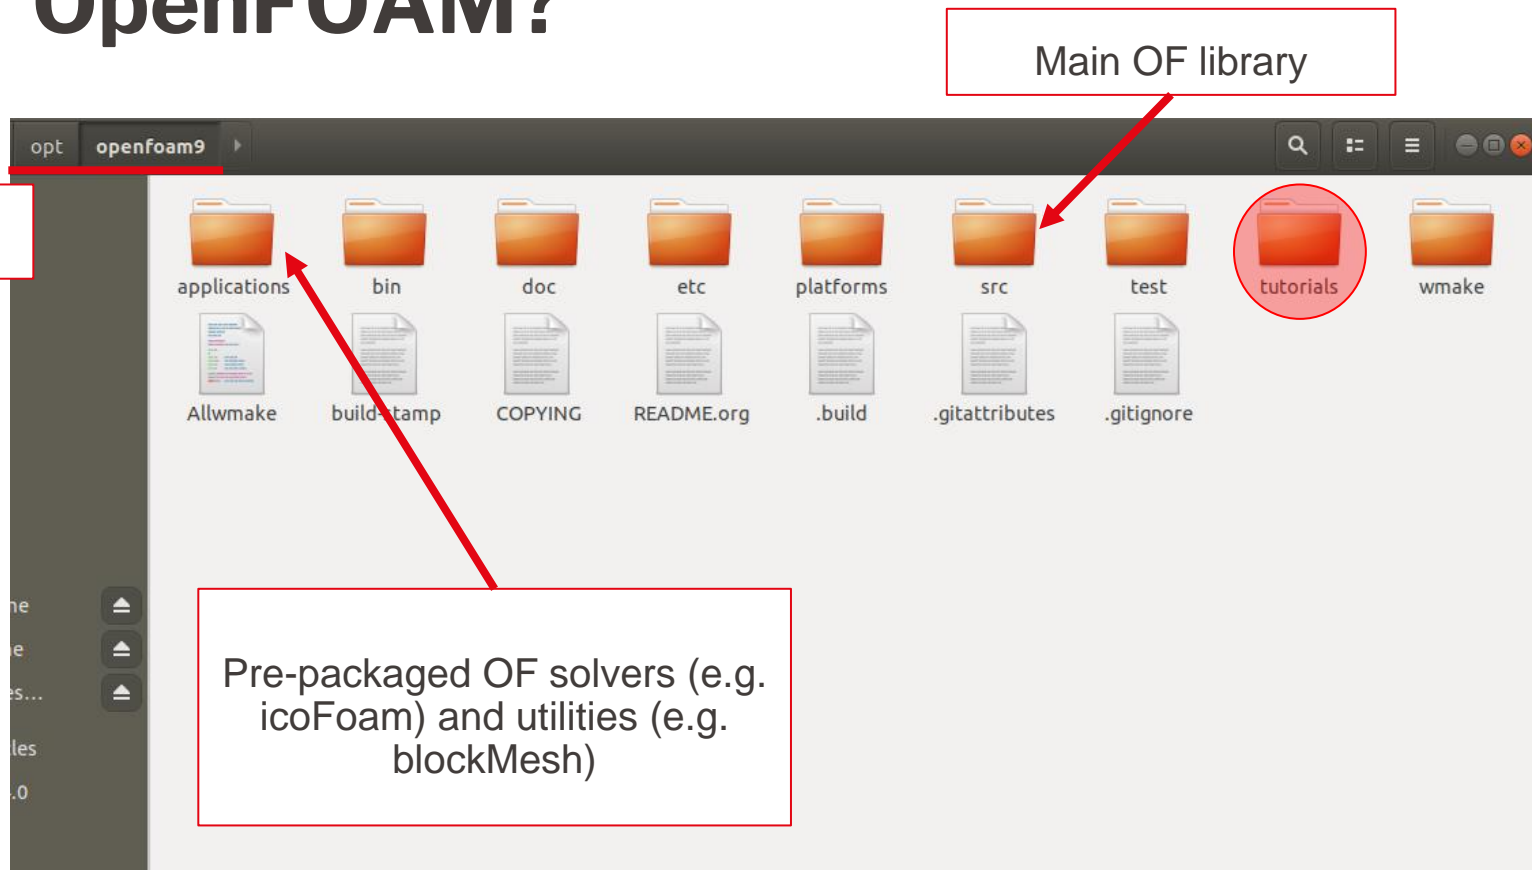 OpenFOAM?
Main OF library
opt openfoam9
applications bin doc etc platforms src test tutorials wmake
Allwmake build-stamp COPYING README.org .build .gitattributes .gitignore
Pre-packaged OF solvers (e.g.
icoFoam) and utilities (e.g.
blockMesh)